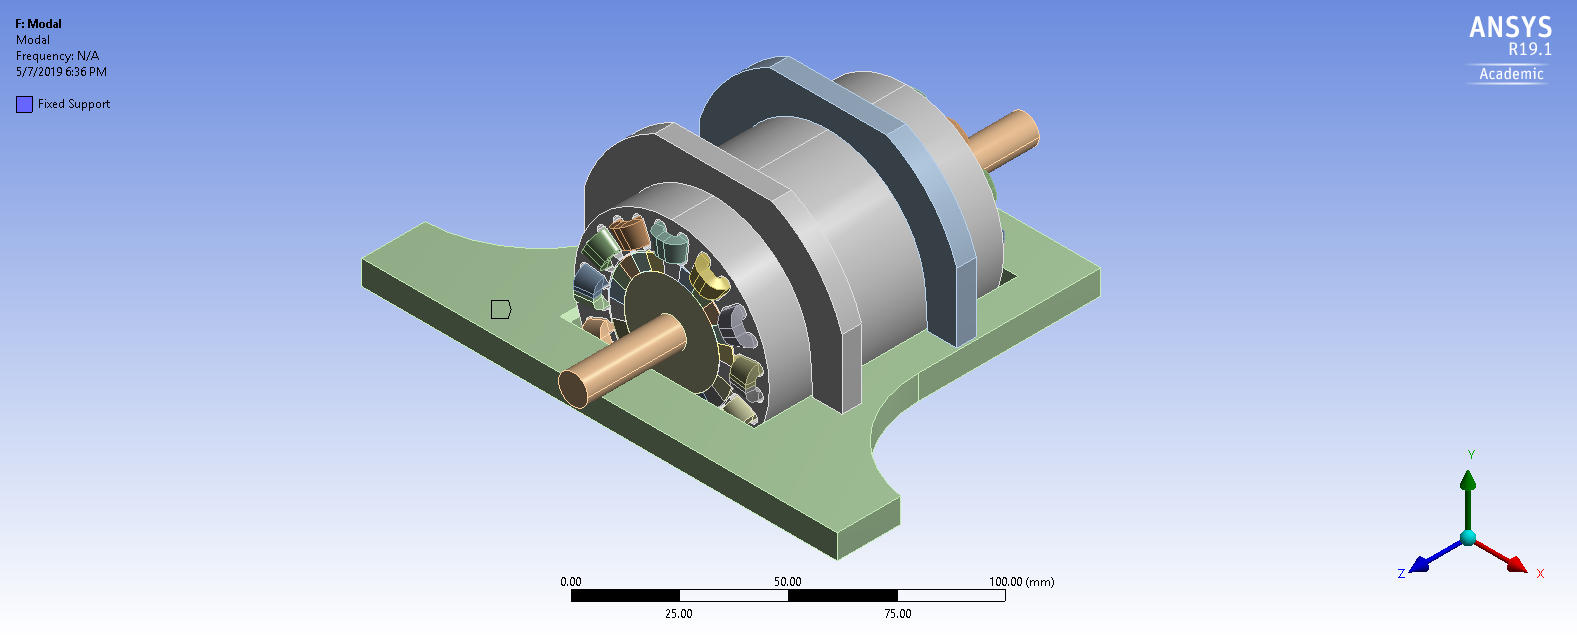 F: Modal
Modal
Frequency: N/A
5/7/2019 6:36 PM
Fixed Support
ANSYS
R19.1
Academic
Y
Z
X
0.00 50.00 100.00 (mm)
25.00 75.00